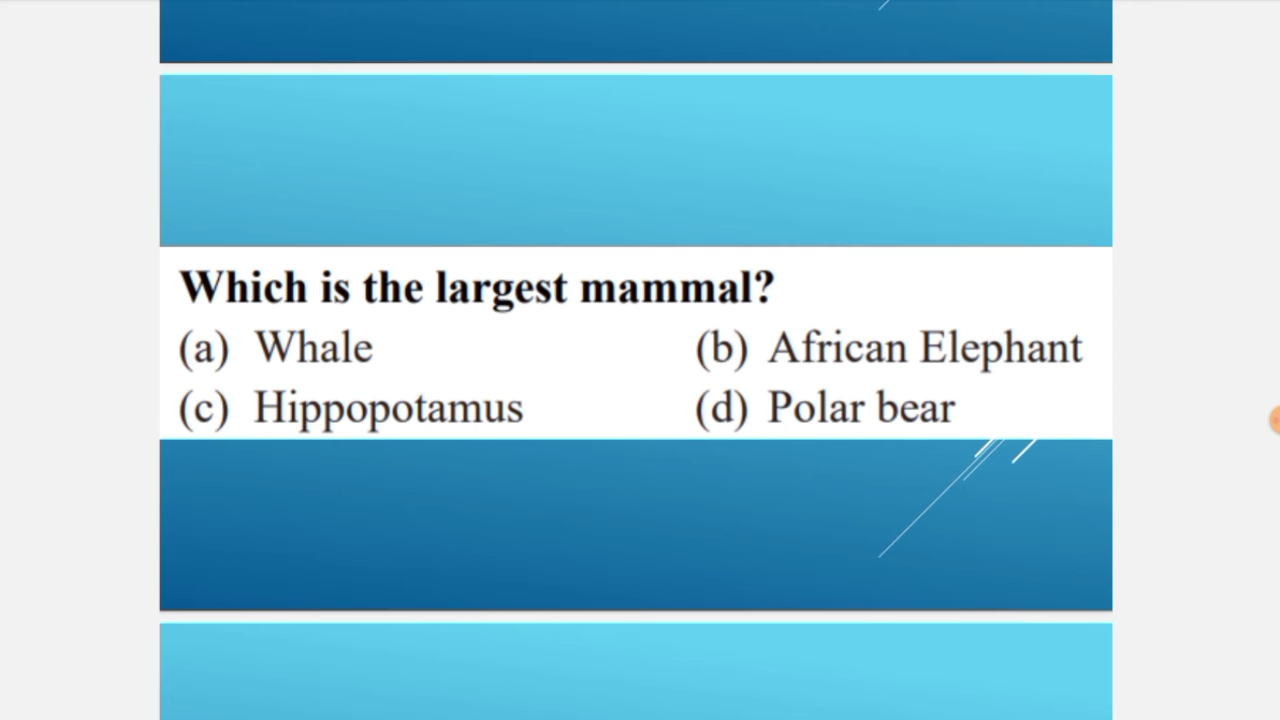 Which is the largest mammal?
(a) Whale (b) African Elephant
(c) Hippopotamus (d) Polar bear